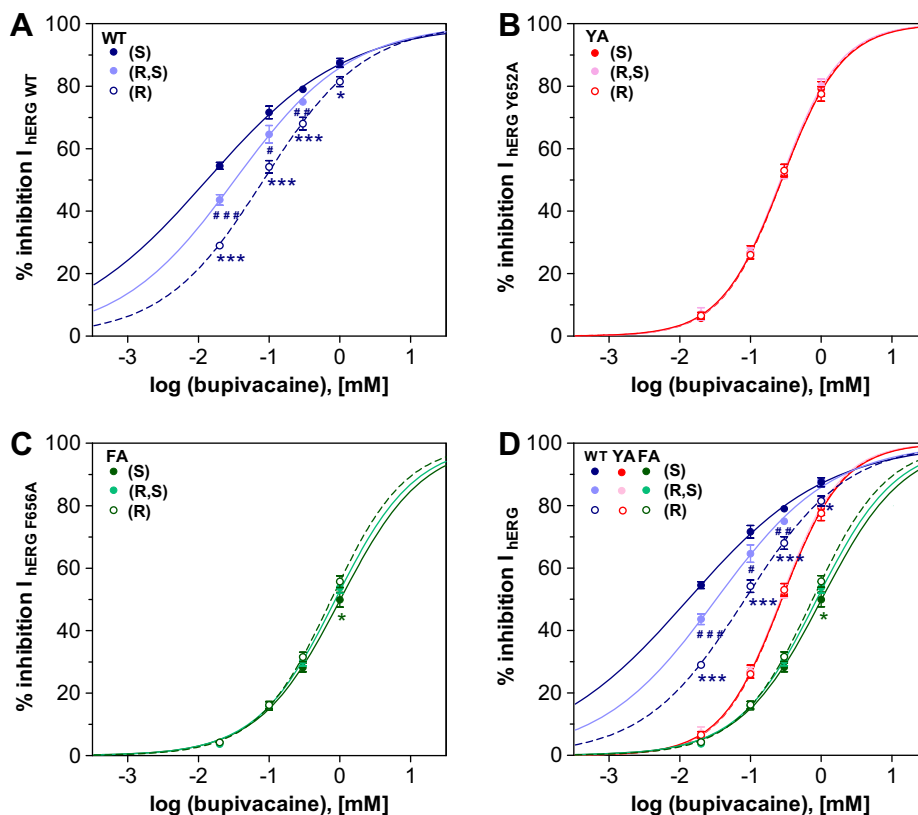 A
WT
(S)
(R,S)
(R)
% inhibition I hERG WT
100
80
60
40
20
0
*
##
***
#
***
###
***
-3 -2 -1 0 1
log (bupivacaine), [mM]
B
YA
(S)
(R,S)
(R)
% inhibition I hERG Y652A
100
80
60
40
20
0
-3 -2 -1 0 1
log (bupivacaine), [mM]
C
FA
(S)
(R,S)
(R)
% inhibition I hERG F656A
100
80
60
40
20
0
*
-3 -2 -1 0 1
log (bupivacaine), [mM]
D
WT YA FA
(S)
(R,S)
(R)
% inhibition I hERG
100
80
60
40
20
0
*
##
***
#
***
###
***
*
-3 -2 -1 0 1
log (bupivacaine), [mM]